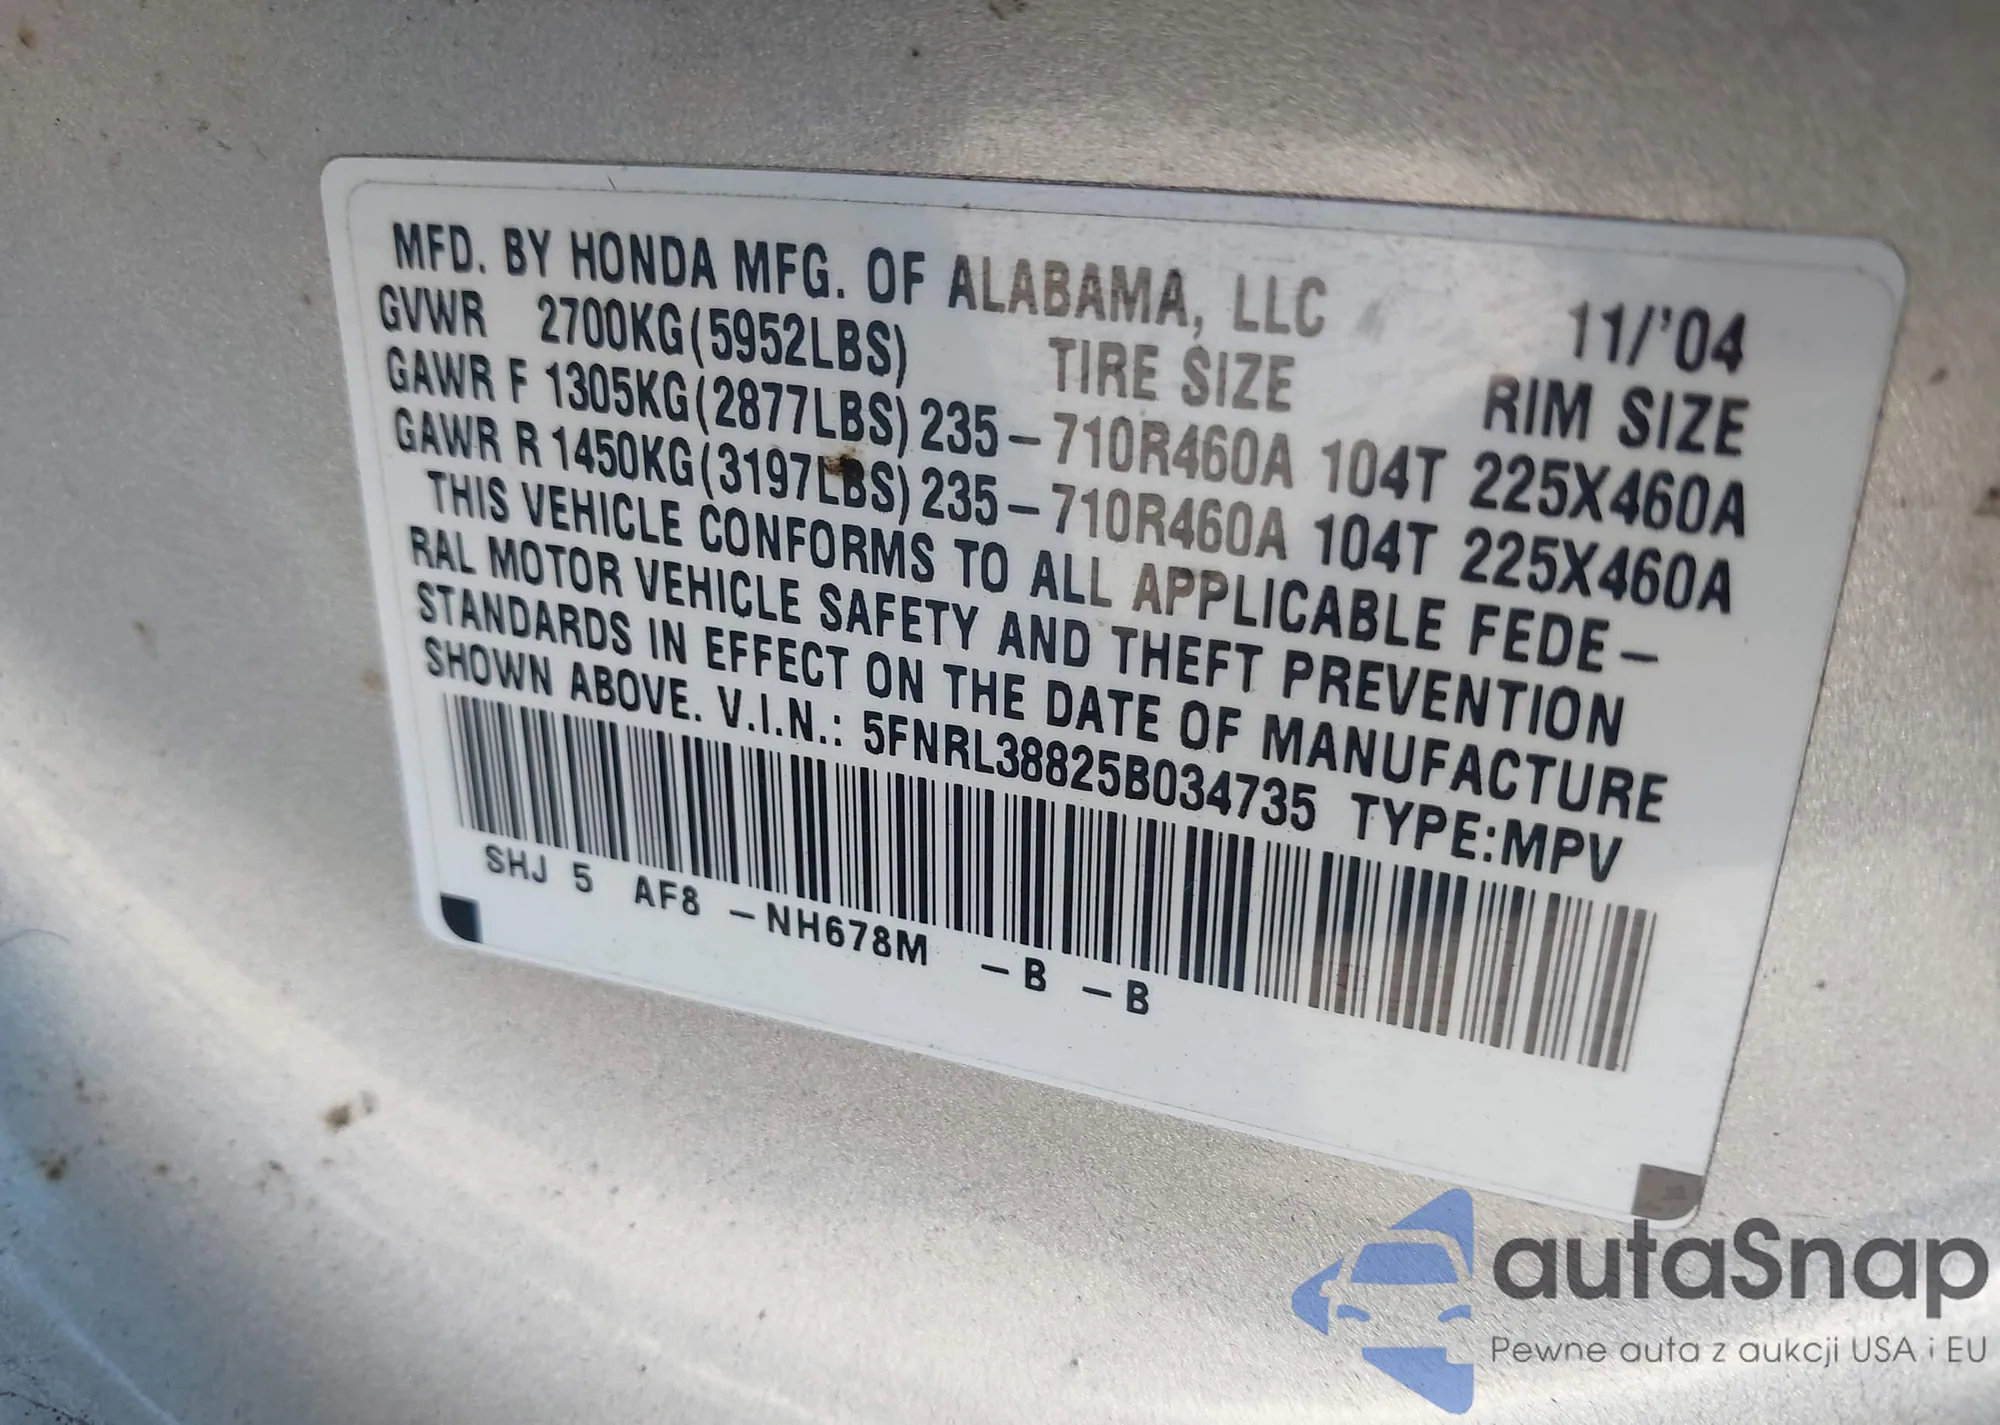 MFD. BY HONDA MFG. OF ALABAMA, LLC 11/'04
GVWR 2700KG(5952LBS) TIRE SIZE RIM SIZE
GAWR F 1305KG(2877LBS) 235-710R460A 104T 225X460A
GAWR R 1450KG(3197LBS) 235-710R460A 104T 225X460A
THIS VEHICLE CONFORMS TO ALL APPLICABLE FEDE-
RAL MOTOR VEHICLE SAFETY AND THEFT PREVENTION
STANDARDS IN EFFECT ON THE DATE OF MANUFACTURE
SHOWN ABOVE. V.I.N.: 5FNRL38825B034735 TYPE:MPV
SHJ 5 AF8 -NH678M -B -B
autaSnap
Pewne auta z aukcji USA i EU